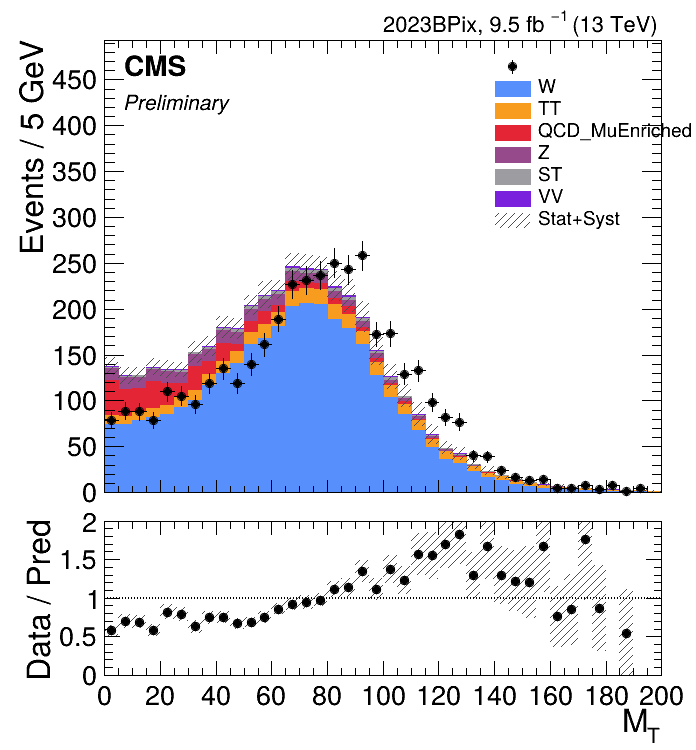 2023BPix, 9.5 fb⁻¹ (13 TeV)
CMS
Preliminary
W
TT
QCD_MuEnriched
Z
ST
VV
Stat+Syst
Events / 5 GeV
450
400
350
300
250
200
150
100
50
0
Data / Pred
2
1.5
1
0.5
0
0 20 40 60 80 100 120 140 160 180 200
M_T